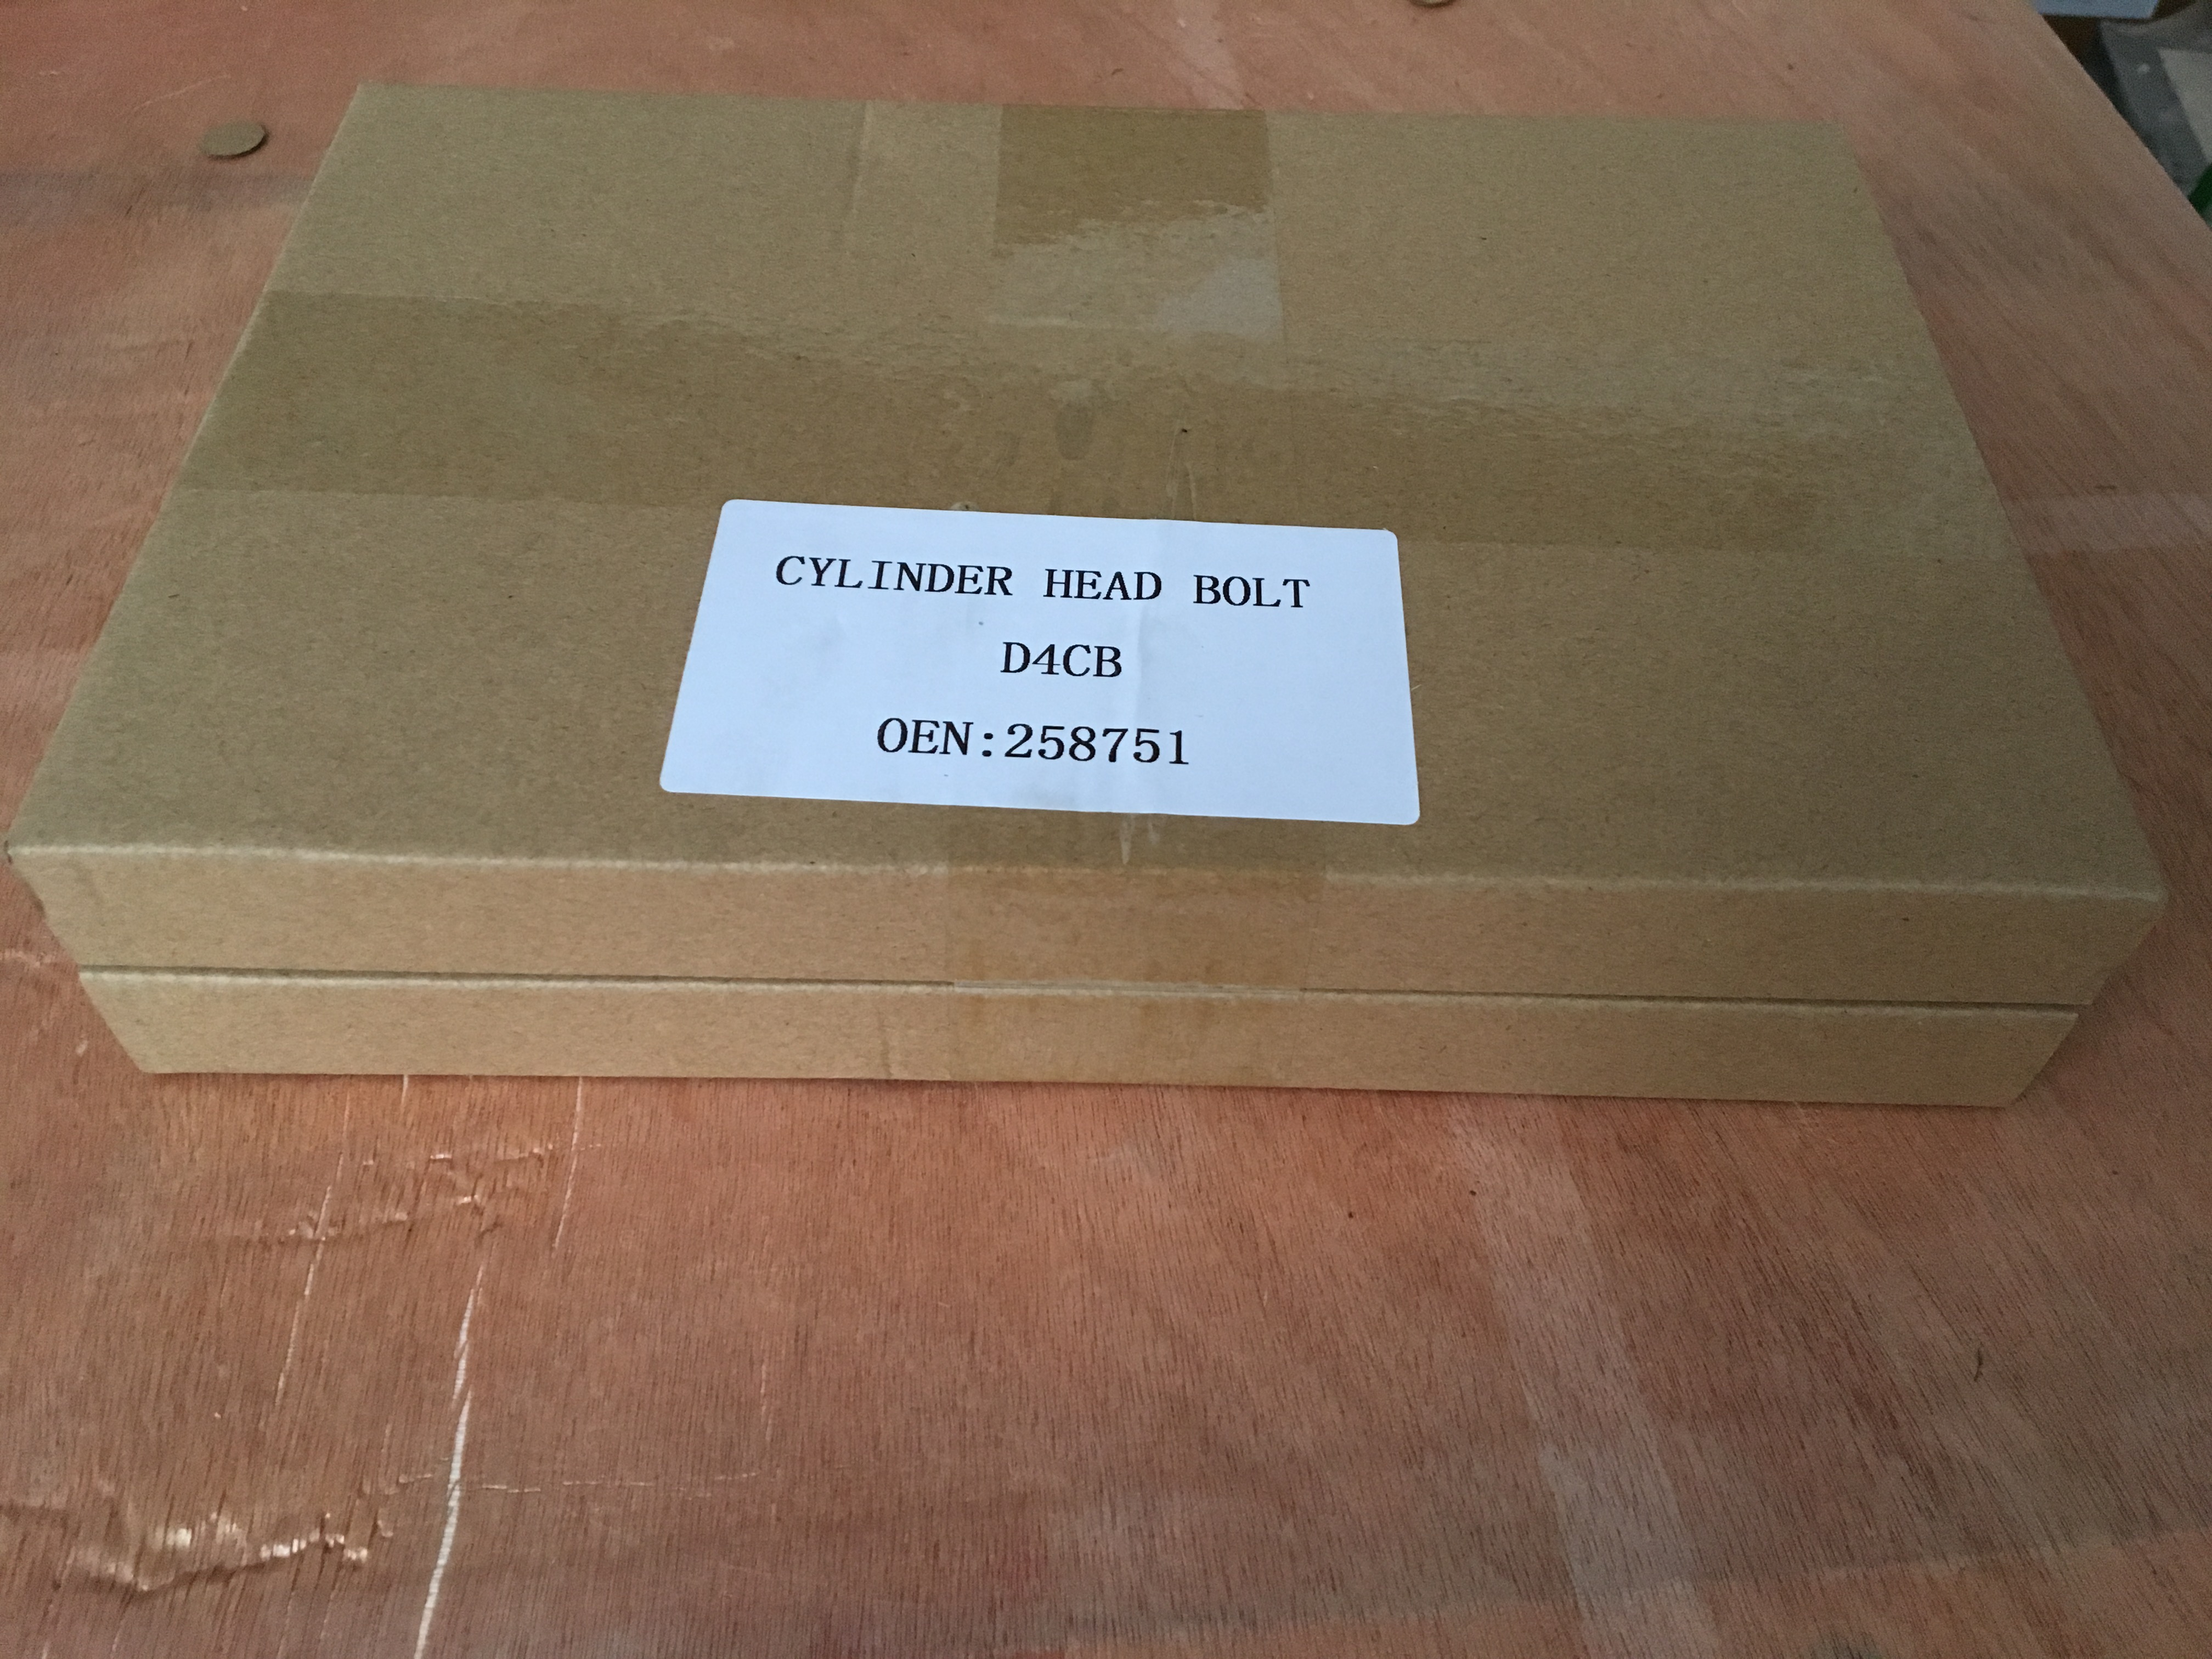 CYLINDER HEAD BOLT
D4CB
OEN:258751